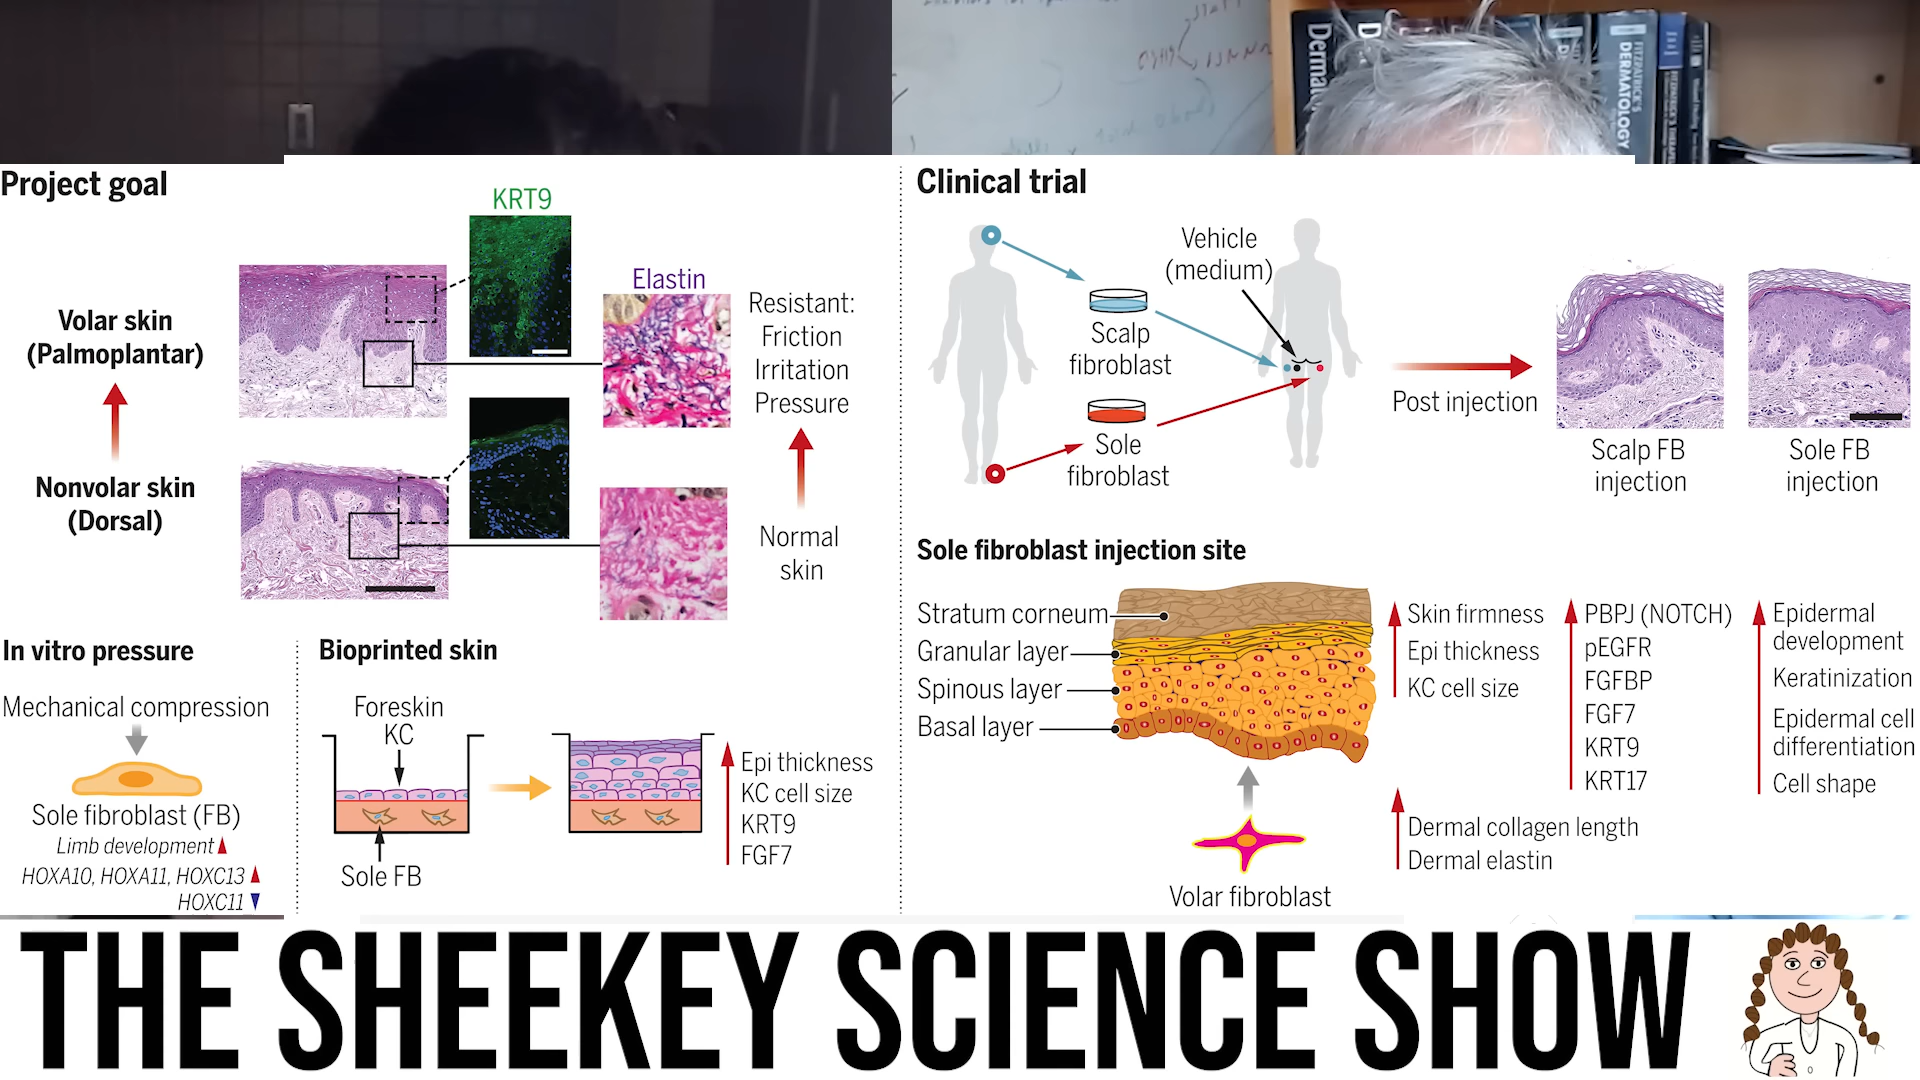 Dermat
FITZPATRICK'S
DERMATOLOGY
Project goal
KRT9
Elastin
Volar skin
(Palmoplantar)
Resistant:
Friction
Irritation
Pressure
Nonvolar skin
(Dorsal)
Normal
skin
In vitro pressure
Mechanical compression
Sole fibroblast (FB)
Limb development
HOXA10, HOXA11, HOXC13
HOXC11
Bioprinted skin
Foreskin
KC
Sole FB
Epi thickness
KC cell size
KRT9
FGF7
Clinical trial
Vehicle
(medium)
Scalp
fibroblast
Sole
fibroblast
Post injection
Scalp FB
injection
Sole FB
injection
Sole fibroblast injection site
Stratum corneum
Granular layer
Spinous layer
Basal layer
Skin firmness
Epi thickness
KC cell size
PBPJ (NOTCH)
pEGFR
FGFBP
FGF7
KRT9
KRT17
Epidermal
development
Keratinization
Epidermal cell
differentiation
Cell shape
Dermal collagen length
Dermal elastin
Volar fibroblast
THE SHEEKEY SCIENCE SHOW